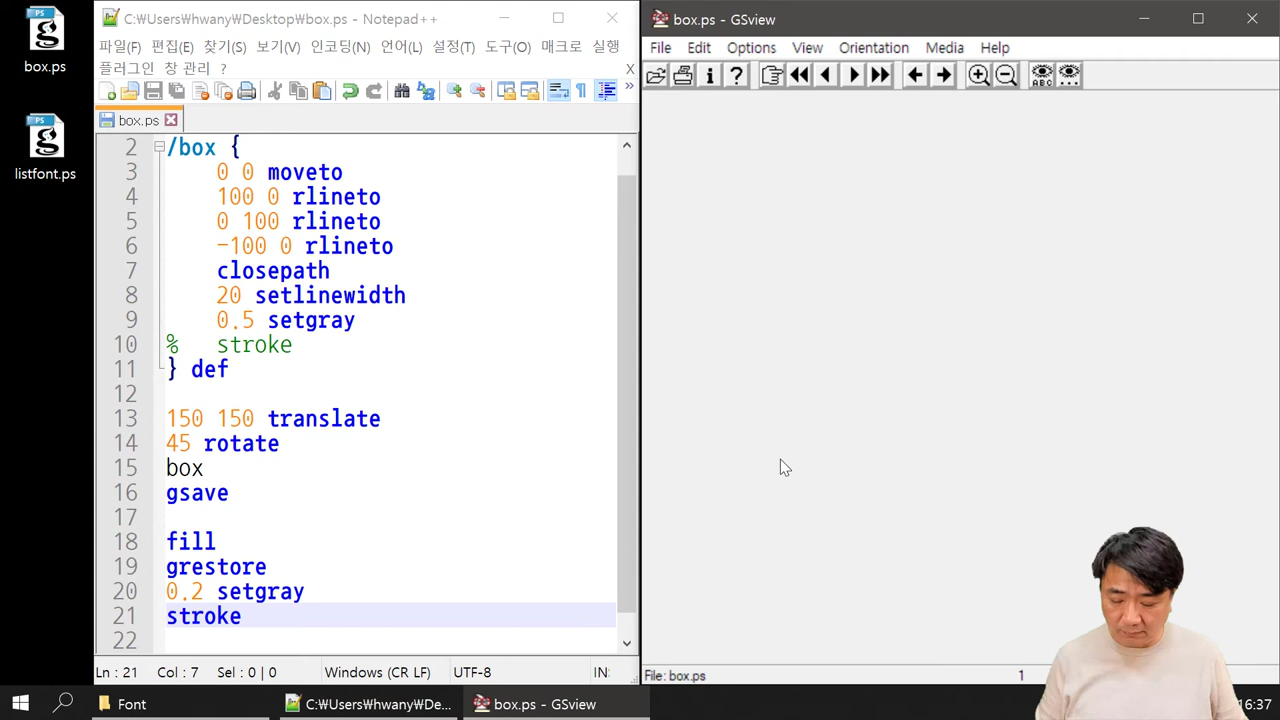 box.ps
listfont.ps
C:₩Users₩hwany₩Desktop₩box.ps - Notepad++
파일(F) 편집(E) 찾기(S) 보기(V) 인코딩(N) 언어(L) 설정(T) 도구(O) 매크로 실행
플러그인 창 관리 ? X
box.ps
2 /box {
3 0 0 moveto
4 100 0 rlineto
5 0 100 rlineto
6 -100 0 rlineto
7 closepath
8 20 setlinewidth
9 0.5 setgray
10 % stroke
11 } def
12
13 150 150 translate
14 45 rotate
15 box
16 gsave
17
18 fill
19 grestore
20 0.2 setgray
21 stroke
22
Ln : 21 Col : 7 Sel : 0 | 0 Windows (CR LF) UTF-8 IN:
box.ps - GSview
File Edit Options View Orientation Media Help
ABC
File: box.ps 1
Font
C:₩Users₩hwany₩De...
box.ps - GSview
16:37